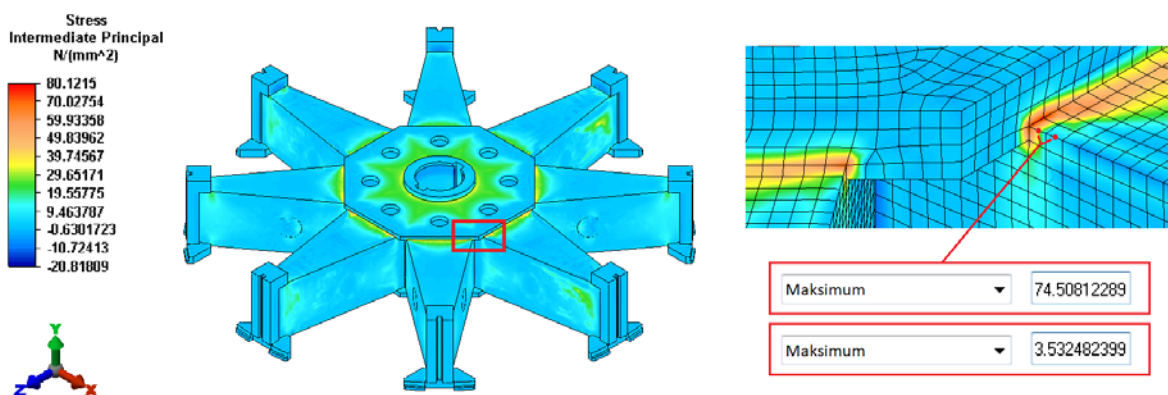 Stress
Intermediate Principal
N/(mm^2)
80.1215
70.02754
59.93358
49.83962
39.74567
29.65171
19.55775
9.463787
-0.6301723
-10.72413
-20.81809
Y
Z
X
Maksimum
74.50812289
Maksimum
3.532482399